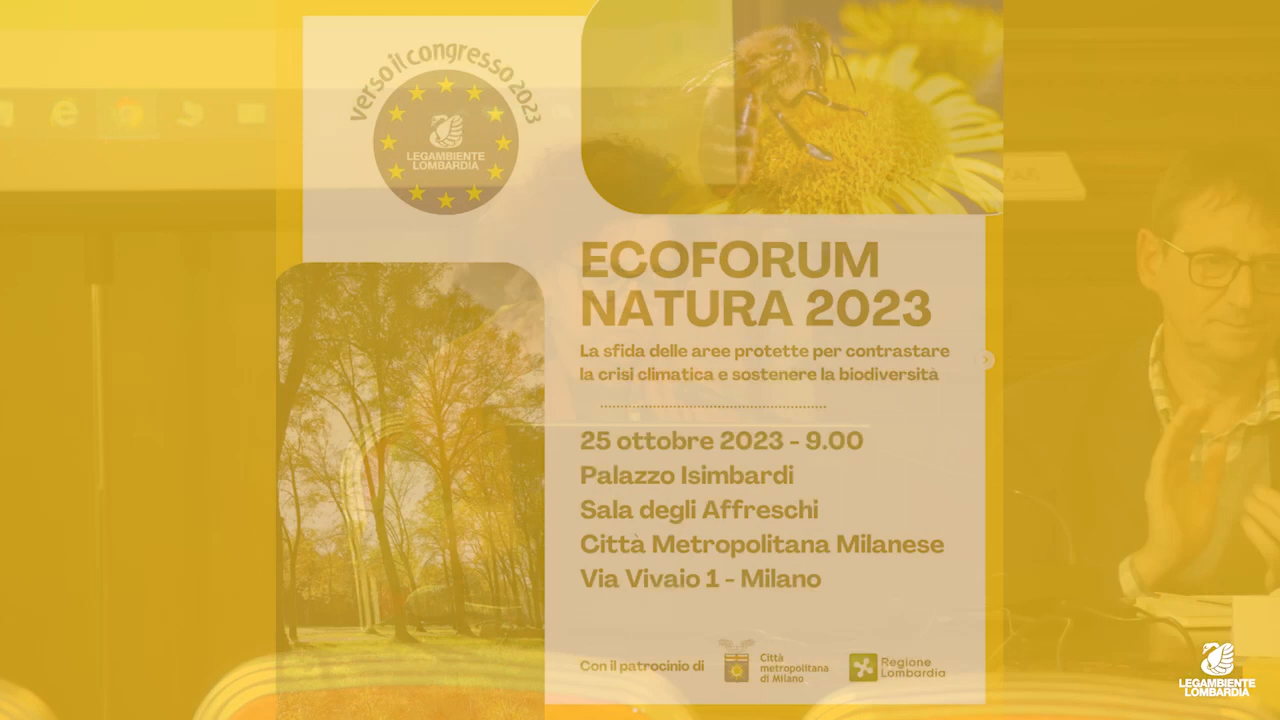 verso il congresso 2023
LEGAMBIENTE
LOMBARDIA
ECOFORUM
NATURA 2023
La sfida delle aree protette per contrastare
la crisi climatica e sostenere la biodiversità
25 ottobre 2023 - 9.00
Palazzo Isimbardi
Sala degli Affreschi
Città Metropolitana Milanese
Via Vivaio 1 - Milano
Con il patrocinio di
Città
metropolitana
di Milano
Regione
Lombardia
LEGAMBIENTE
LOMBARDIA